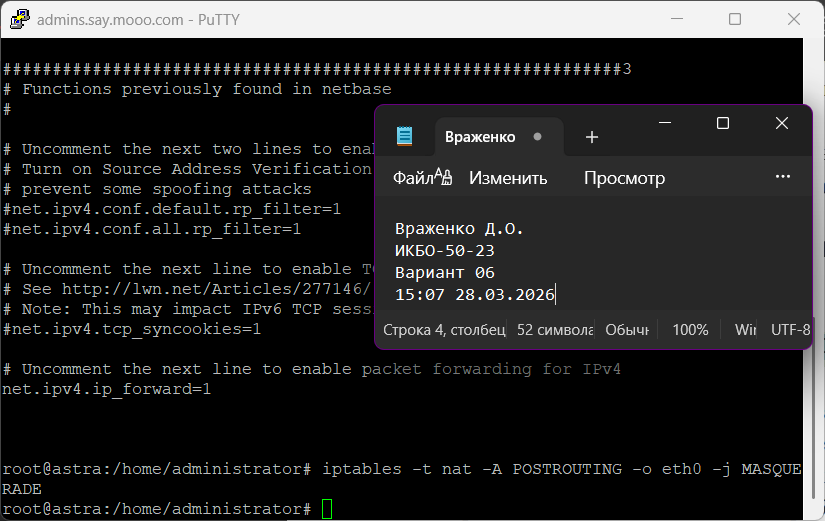 admins.say.mooo.com - PuTTY
##############################################################3
# Functions previously found in netbase
#
# Uncomment the next two lines to enab
# Turn on Source Address Verification
# prevent some spoofing attacks
#net.ipv4.conf.default.rp_filter=1
#net.ipv4.conf.all.rp_filter=1
# Uncomment the next line to enable TC
# See http://lwn.net/Articles/277146/
# Note: This may impact IPv6 TCP sess
#net.ipv4.tcp_syncookies=1
# Uncomment the next line to enable packet forwarding for IPv4
net.ipv4.ip_forward=1
root@astra:/home/administrator# iptables -t nat -A POSTROUTING -o eth0 -j MASQUE
RADE
root@astra:/home/administrator#
Враженко
Файл Изменить Просмотр
Враженко Д.О.
ИКБО-50-23
Вариант 06
15:07 28.03.2026
Строка 4, столбец 52 символа Обычн 100% Win UTF-8